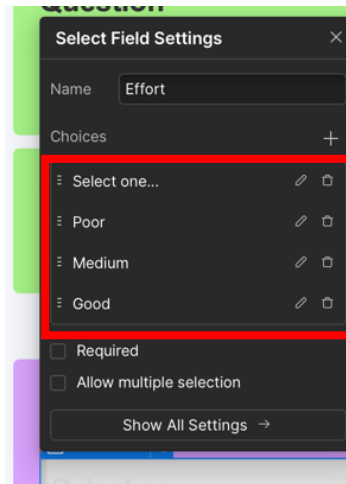 Question
Select Field Settings
Name Effort
Choices
Select one...
Poor
Medium
Good
Required
Allow multiple selection
Show All Settings →